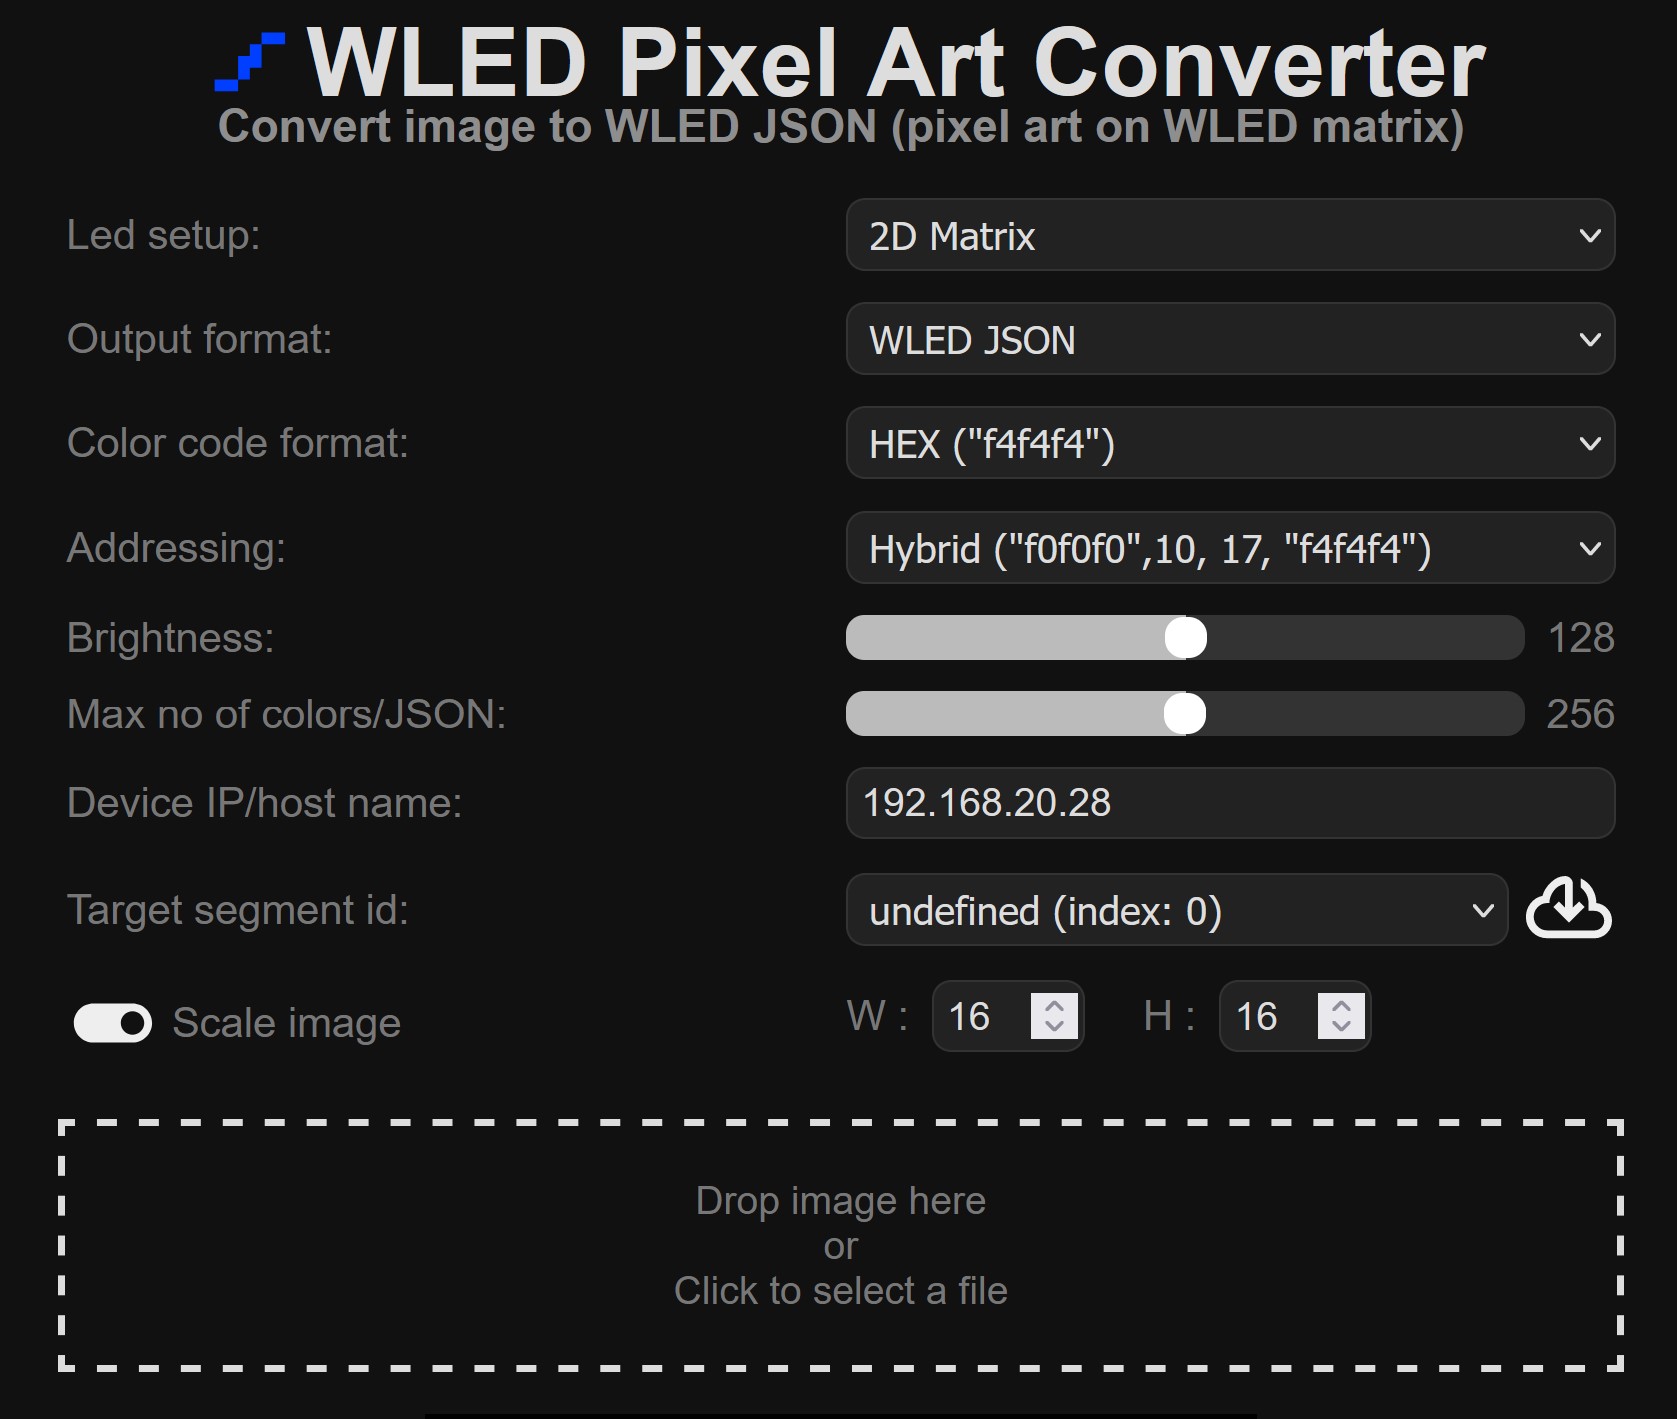 WLED Pixel Art Converter
Convert image to WLED JSON (pixel art on WLED matrix)
Led setup: 2D Matrix
Output format: WLED JSON
Color code format: HEX ("f4f4f4")
Addressing: Hybrid ("f0f0f0",10, 17, "f4f4f4")
Brightness: 128
Max no of colors/JSON: 256
Device IP/host name: 192.168.20.28
Target segment id: undefined (index: 0)
Scale image W : 16 H : 16
Drop image here
or
Click to select a file